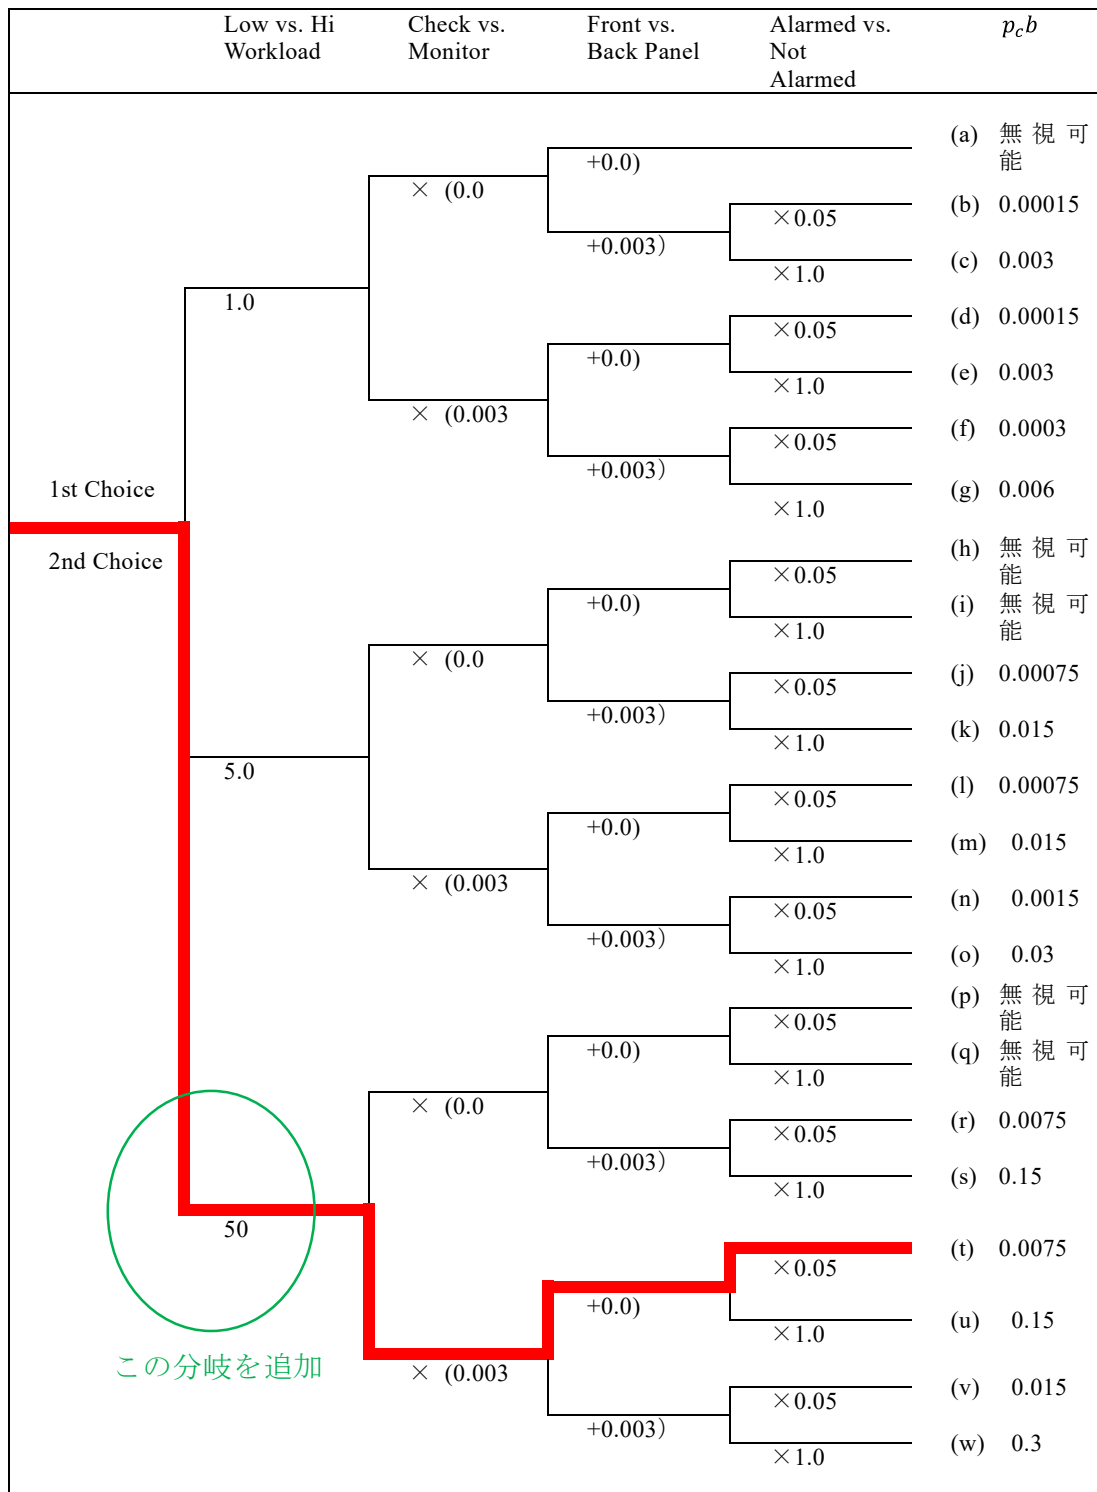 Low vs. Hi
Workload
Check vs.
Monitor
Front vs.
Back Panel
Alarmed vs.
Not
Alarmed
p_c b
(a) 無視可
能
+0.0)
× (0.0
(b) 0.00015
×0.05
+0.003)
(c) 0.003
×1.0
1.0
(d) 0.00015
×0.05
+0.0)
(e) 0.003
×1.0
× (0.003
(f) 0.0003
×0.05
+0.003)
(g) 0.006
×1.0
1st Choice
2nd Choice
(h) 無視可
能
×0.05
+0.0)
(i) 無視可
能
×1.0
× (0.0
(j) 0.00075
×0.05
+0.003)
(k) 0.015
×1.0
5.0
(l) 0.00075
×0.05
+0.0)
(m) 0.015
×1.0
× (0.003
(n) 0.0015
×0.05
+0.003)
(o) 0.03
×1.0
(p) 無視可
能
×0.05
+0.0)
(q) 無視可
能
×1.0
× (0.0
(r) 0.0075
×0.05
+0.003)
(s) 0.15
×1.0
50
(t) 0.0075
×0.05
+0.0)
(u) 0.15
×1.0
この分岐を追加
× (0.003
(v) 0.015
×0.05
+0.003)
(w) 0.3
×1.0